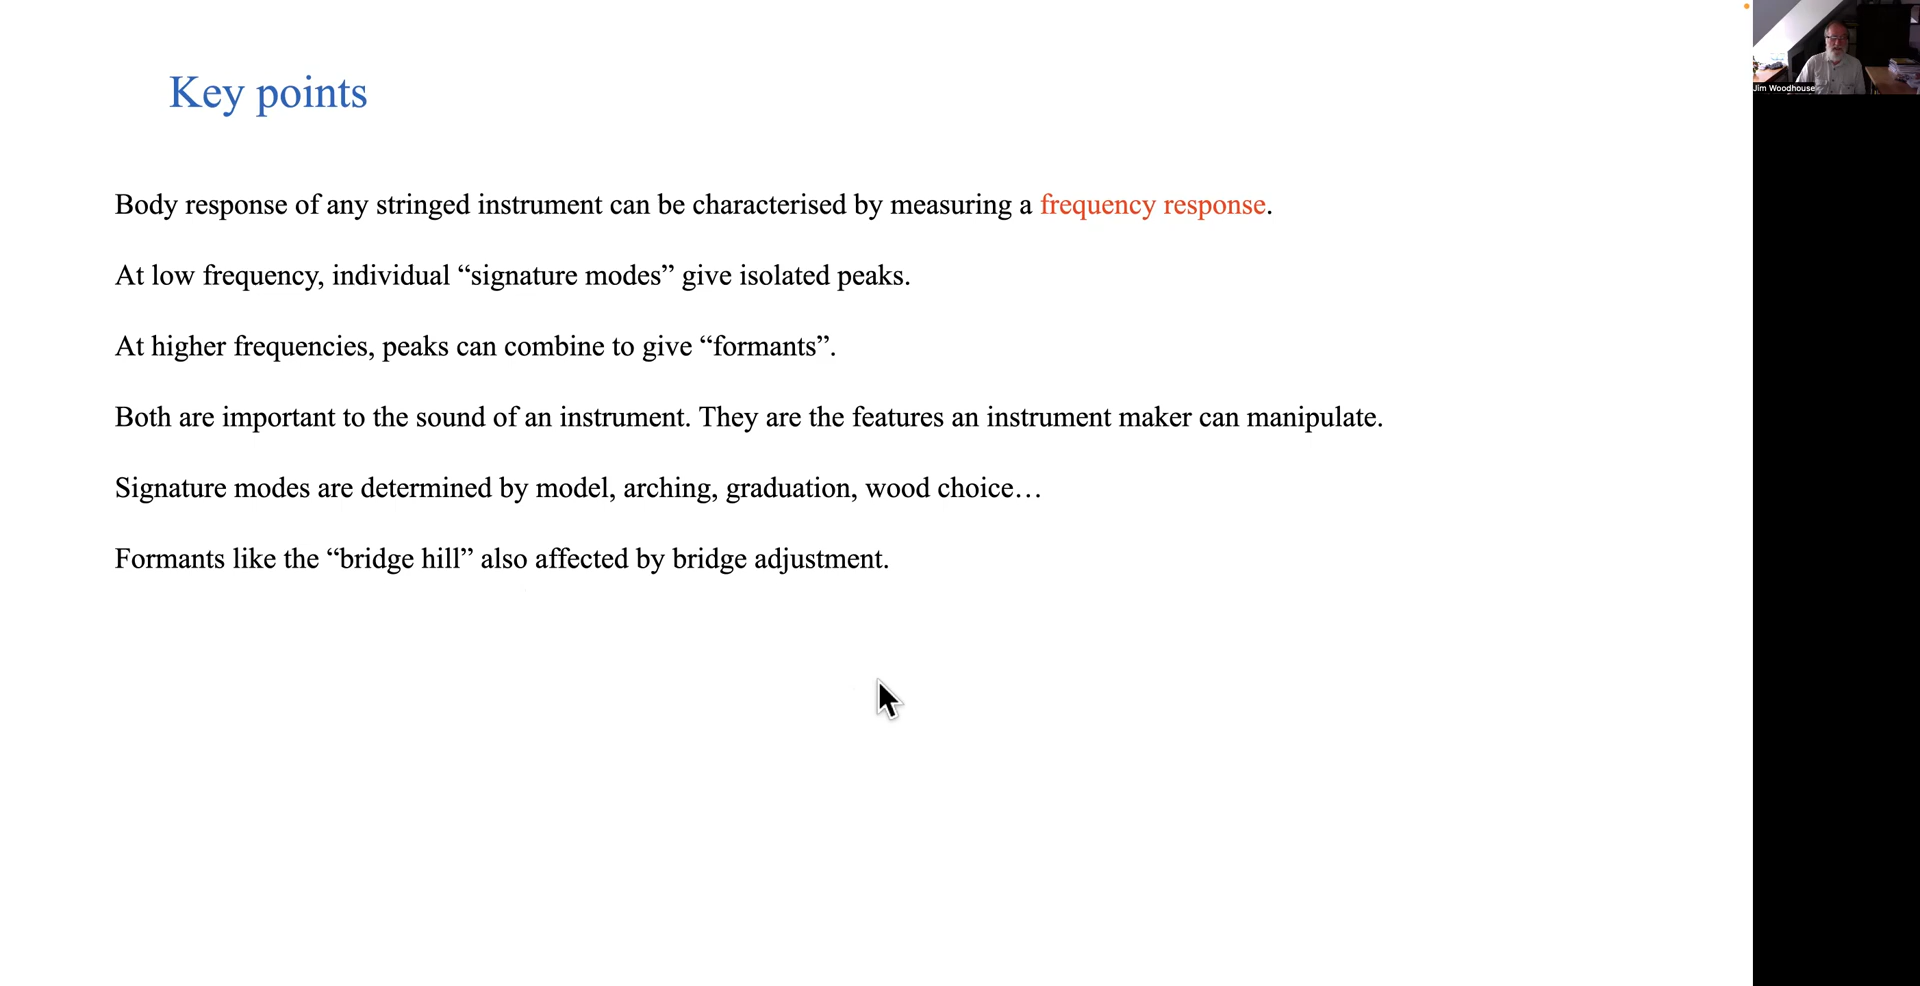 Key points
Jim Woodhouse
Body response of any stringed instrument can be characterised by measuring a frequency response.
At low frequency, individual “signature modes” give isolated peaks.
At higher frequencies, peaks can combine to give “formants”.
Both are important to the sound of an instrument. They are the features an instrument maker can manipulate.
Signature modes are determined by model, arching, graduation, wood choice…
Formants like the “bridge hill” also affected by bridge adjustment.